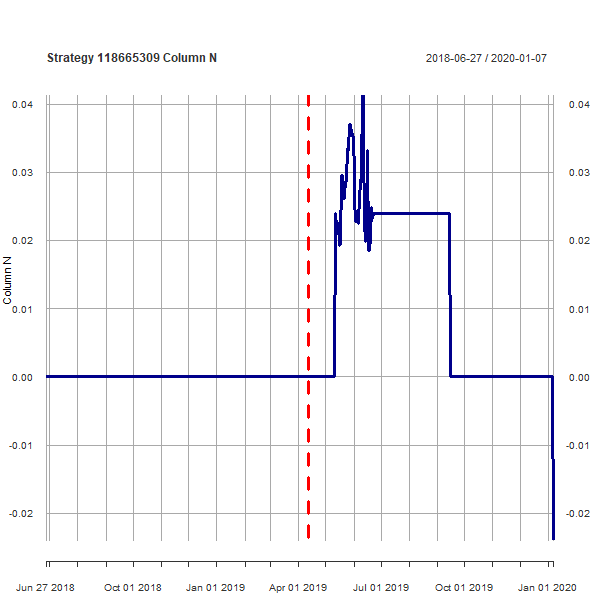 Strategy 118665309 Column N
2018-06-27 / 2020-01-07
0.04
0.04
0.03
0.03
0.02
0.02
0.01
0.01
0.00
0.00
-0.01
-0.01
-0.02
-0.02
Column N
Jun 27 2018
Oct 01 2018
Jan 01 2019
Apr 01 2019
Jul 01 2019
Oct 01 2019
Jan 01 2020